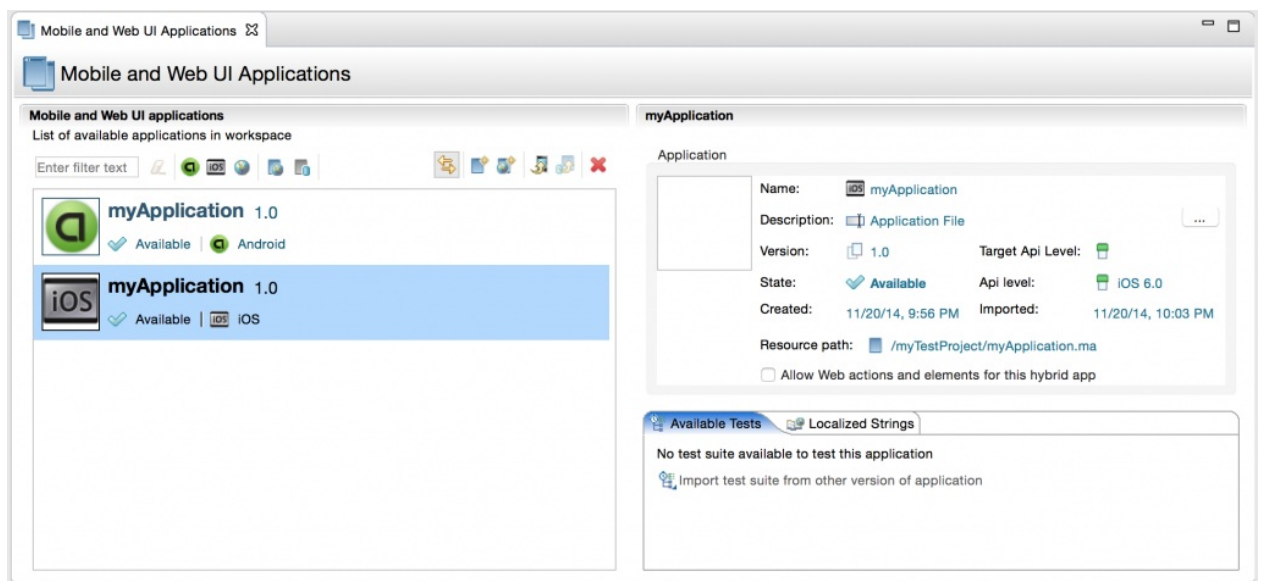 Mobile and Web UI Applications
Mobile and Web UI Applications
Mobile and Web UI applications
List of available applications in workspace
Enter filter text
iOS
myApplication 1.0
Available | Android
iOS
myApplication 1.0
Available | iOS iOS
myApplication
Application
Name: iOS myApplication
Description: Application File ...
Version: 1.0 Target Api Level:
State: Available Api level: iOS 6.0
Created: 11/20/14, 9:56 PM Imported: 11/20/14, 10:03 PM
Resource path: /myTestProject/myApplication.ma
Allow Web actions and elements for this hybrid app
Available Tests Localized Strings
No test suite available to test this application
Import test suite from other version of application